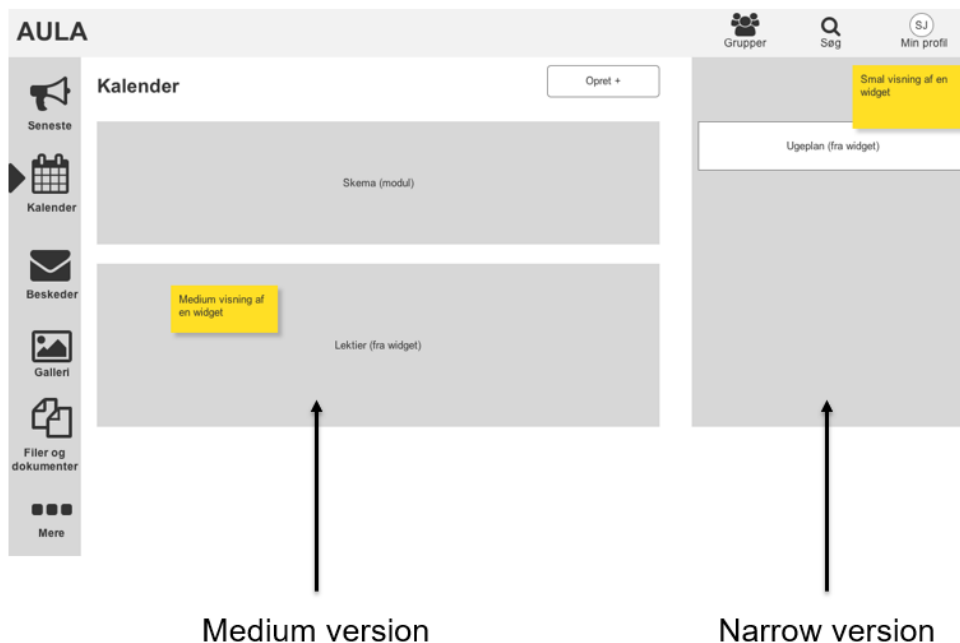 AULA
Grupper
Søg
SJ
Min profil
Seneste
Kalender
Beskeder
Galleri
Filer og
dokumenter
Mere
Kalender
Opret +
Skema (modul)
Medium visning af
en widget
Lektier (fra widget)
Smal visning af en
widget
Ugeplan (fra widget)
Medium version
Narrow version